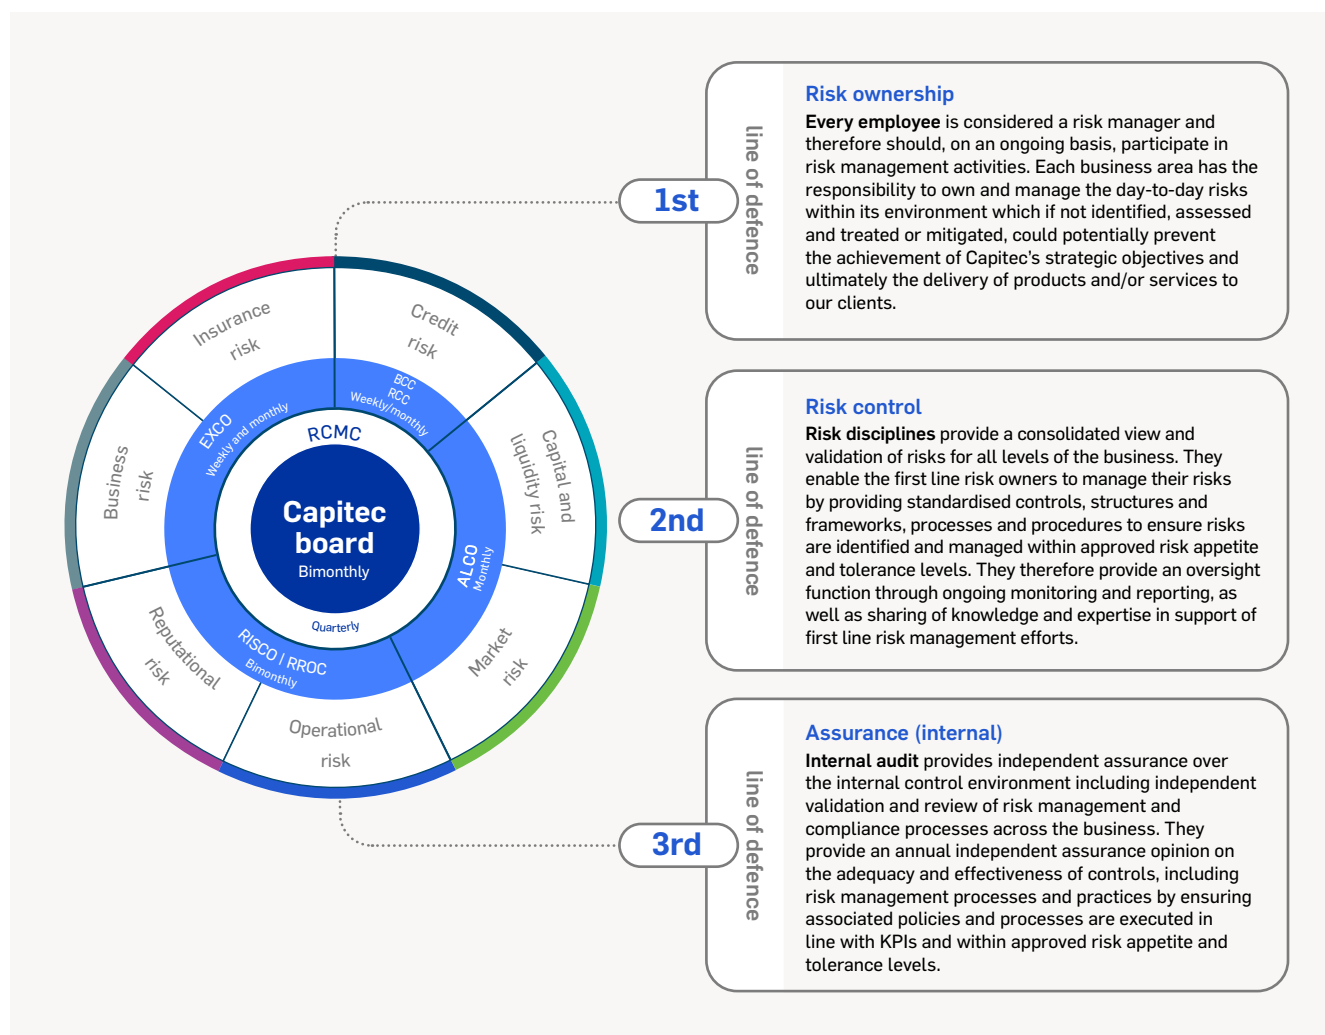 Insurance
risk
Credit
risk
Business
risk
Capital and
liquidity risk
Reputational
risk
Market
risk
Operational
risk
EXCO
Weekly and monthly
BCC
RCC
Weekly/monthly
ALCO
Monthly
RISCO / RROC
Bimonthly
RCMC
Quarterly
Capitec
board
Bimonthly
1st
line of defence
Risk ownership
Every employee is considered a risk manager and
therefore should, on an ongoing basis, participate in
risk management activities. Each business area has the
responsibility to own and manage the day-to-day risks
within its environment which if not identified, assessed
and treated or mitigated, could potentially prevent
the achievement of Capitec's strategic objectives and
ultimately the delivery of products and/or services to
our clients.
2nd
line of defence
Risk control
Risk disciplines provide a consolidated view and
validation of risks for all levels of the business. They
enable the first line risk owners to manage their risks
by providing standardised controls, structures and
frameworks, processes and procedures to ensure risks
are identified and managed within approved risk appetite
and tolerance levels. They therefore provide an oversight
function through ongoing monitoring and reporting, as
well as sharing of knowledge and expertise in support of
first line risk management efforts.
3rd
line of defence
Assurance (internal)
Internal audit provides independent assurance over
the internal control environment including independent
validation and review of risk management and
compliance processes across the business. They
provide an annual independent assurance opinion on
the adequacy and effectiveness of controls, including
risk management processes and practices by ensuring
associated policies and processes are executed in
line with KPIs and within approved risk appetite and
tolerance levels.